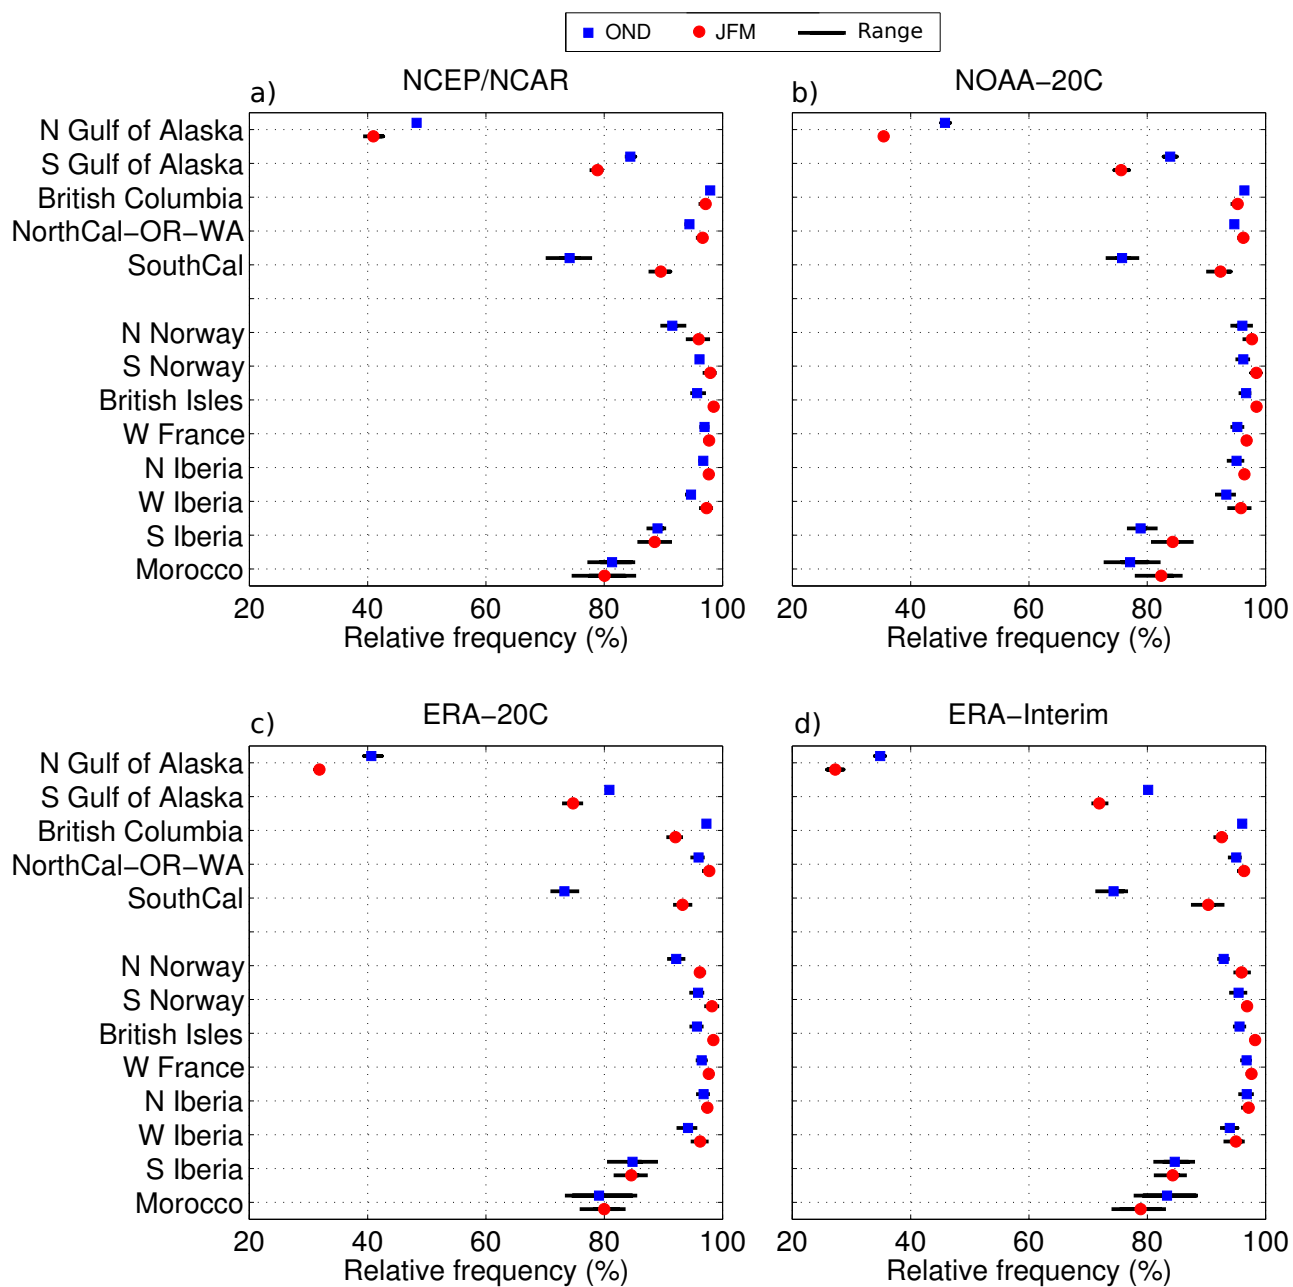 OND JFM Range
a) NCEP/NCAR
N Gulf of Alaska
S Gulf of Alaska
British Columbia
NorthCal−OR−WA
SouthCal
N Norway
S Norway
British Isles
W France
N Iberia
W Iberia
S Iberia
Morocco
20 40 60 80 100
Relative frequency (%)
b) NOAA−20C
20 40 60 80 100
Relative frequency (%)
c) ERA−20C
N Gulf of Alaska
S Gulf of Alaska
British Columbia
NorthCal−OR−WA
SouthCal
N Norway
S Norway
British Isles
W France
N Iberia
W Iberia
S Iberia
Morocco
20 40 60 80 100
Relative frequency (%)
d) ERA−Interim
20 40 60 80 100
Relative frequency (%)